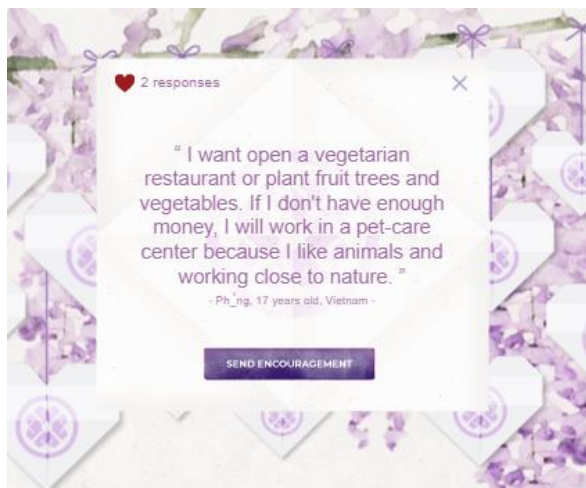 2 responses
“ I want open a vegetarian
restaurant or plant fruit trees and
vegetables. If I don't have enough
money, I will work in a pet-care
center because I like animals and
working close to nature. ”
- Ph_ng, 17 years old, Vietnam -
SEND ENCOURAGEMENT